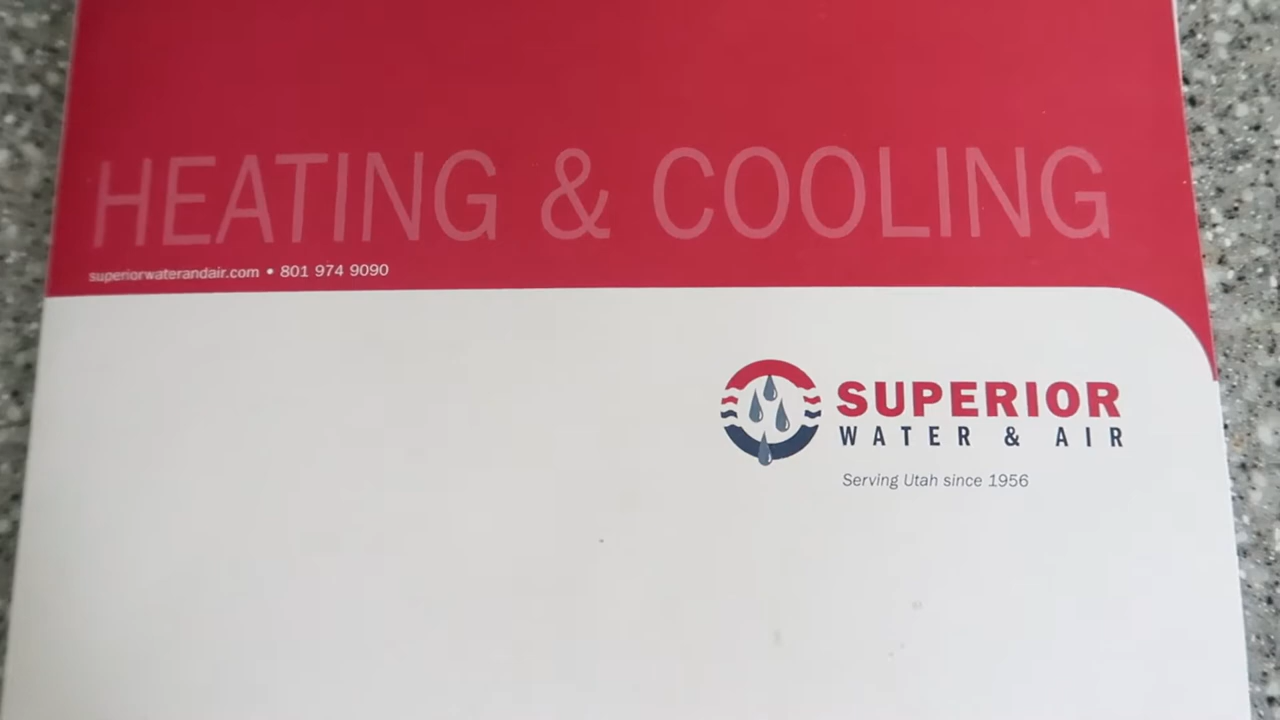 HEATING & COOLING
superiorwaterandair.com • 801 974 9090
SUPERIOR
WATER & AIR
Serving Utah since 1956